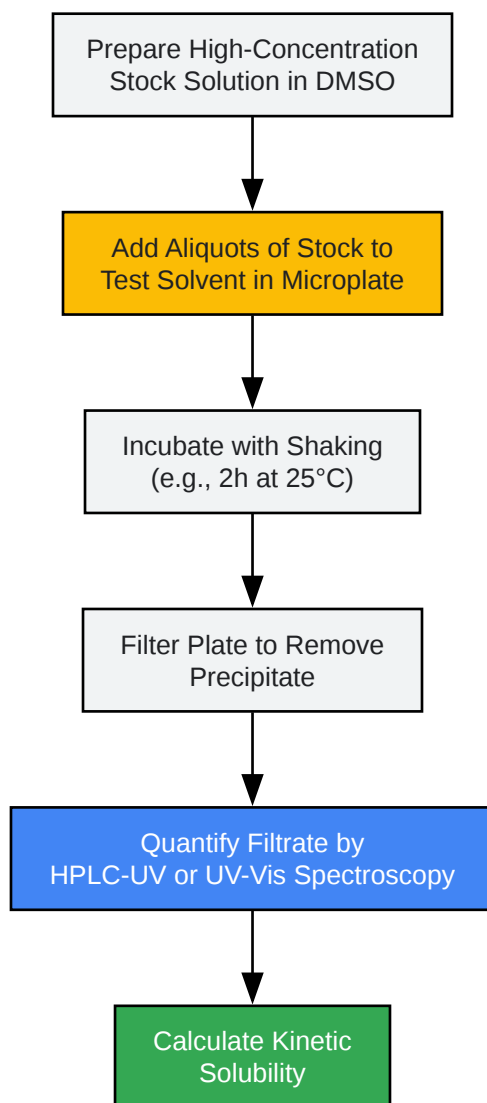 Prepare High-Concentration
Stock Solution in DMSO
Add Aliquots of Stock to
Test Solvent in Microplate
Incubate with Shaking
(e.g., 2h at 25°C)
Filter Plate to Remove
Precipitate
Quantify Filtrate by
HPLC-UV or UV-Vis Spectroscopy
Calculate Kinetic
Solubility